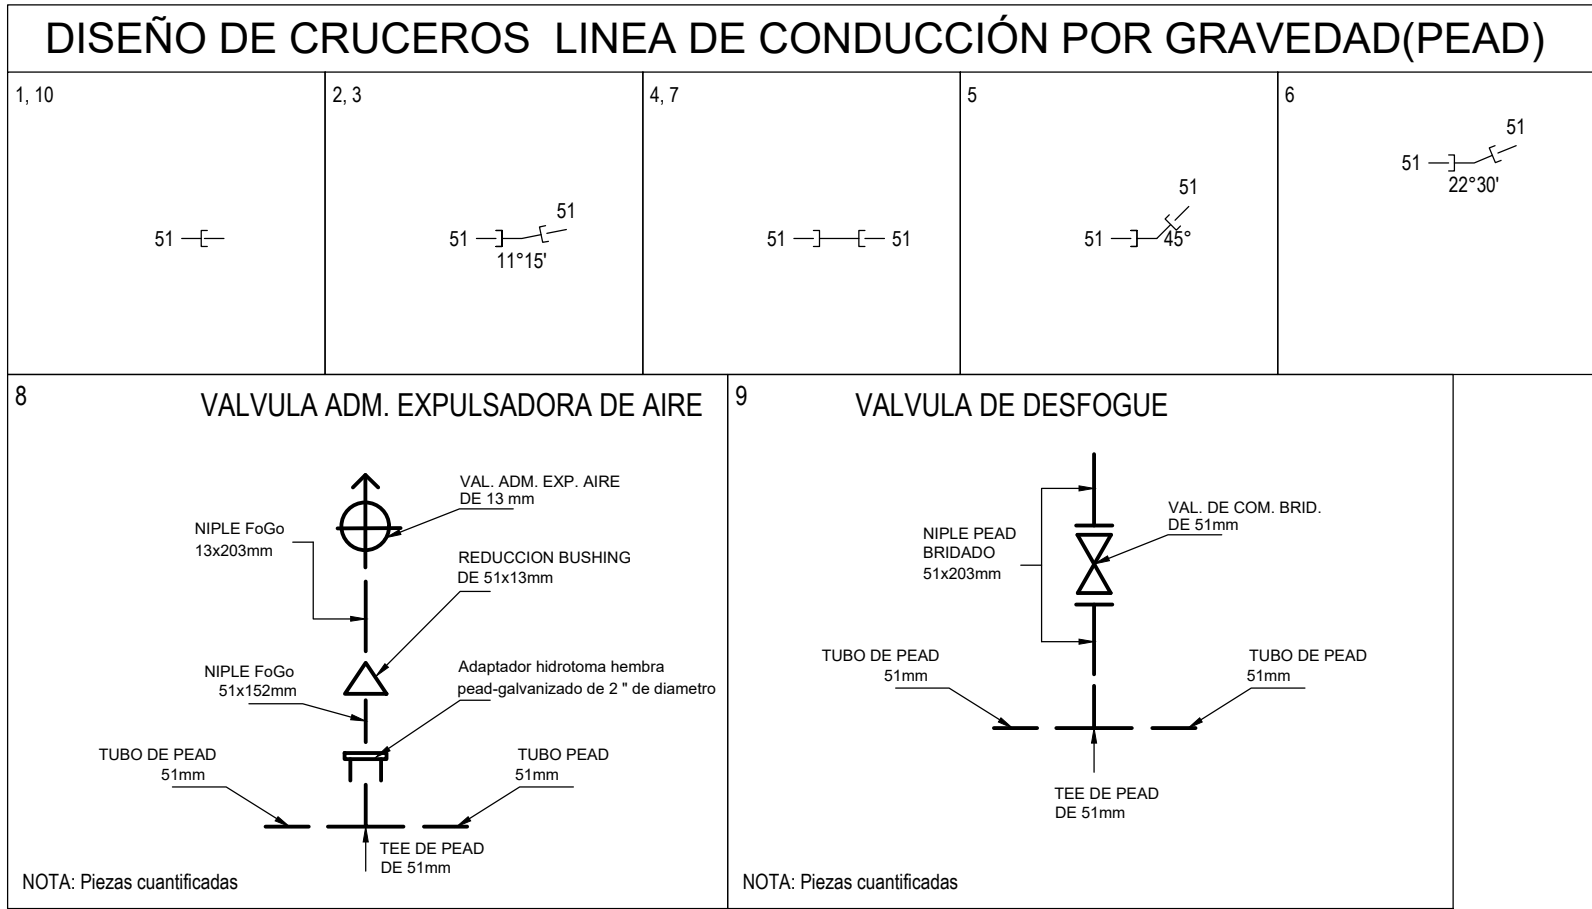 DISEÑO DE CRUCEROS LINEA DE CONDUCCIÓN POR GRAVEDAD(PEAD)
1, 10
51
2, 3
51
51
11°15'
4, 7
51
51
5
51
51
45°
6
51
51
22°30'
8
VALVULA ADM. EXPULSADORA DE AIRE
VAL. ADM. EXP. AIRE
DE 13 mm
NIPLE FoGo
13x203mm
REDUCCION BUSHING
DE 51x13mm
NIPLE FoGo
51x152mm
Adaptador hidrotoma hembra
pead-galvanizado de 2 " de diametro
TUBO DE PEAD
51mm
TUBO PEAD
51mm
TEE DE PEAD
DE 51mm
NOTA: Piezas cuantificadas
9
VALVULA DE DESFOGUE
VAL. DE COM. BRID.
DE 51mm
NIPLE PEAD
BRIDADO
51x203mm
TUBO DE PEAD
51mm
TUBO DE PEAD
51mm
TEE DE PEAD
DE 51mm
NOTA: Piezas cuantificadas